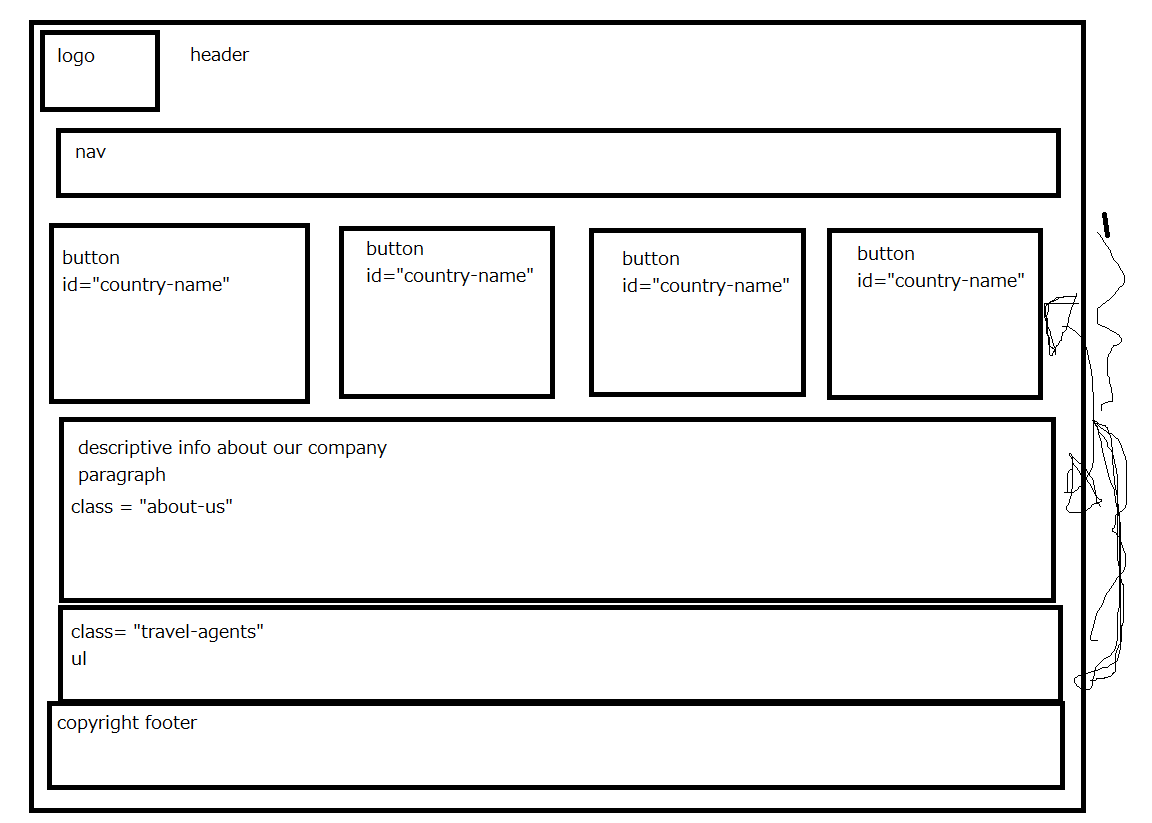 logo
header
nav
button
id="country-name"
button
id="country-name"
button
id="country-name"
button
id="country-name"
descriptive info about our company
paragraph
class = "about-us"
class= "travel-agents"
ul
copyright footer